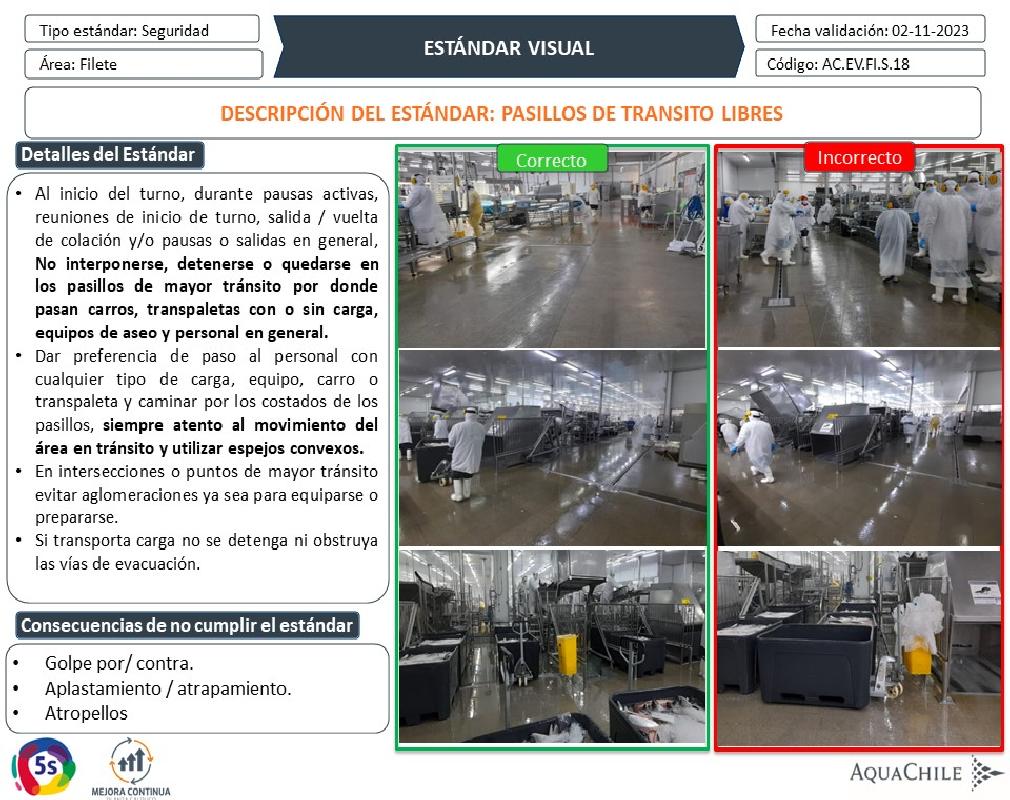 Tipo estándar: Seguridad
Área: Filete
ESTÁNDAR VISUAL
Fecha validación: 02-11-2023
Código: AC.EV.FI.S.18
DESCRIPCIÓN DEL ESTÁNDAR: PASILLOS DE TRANSITO LIBRES
Detalles del Estándar
• Al inicio del turno, durante pausas activas,
reuniones de inicio de turno, salida / vuelta
de colación y/o pausas o salidas en general,
No interponerse, detenerse o quedarse en
los pasillos de mayor tránsito por donde
pasan carros, transpaletas con o sin carga,
equipos de aseo y personal en general.
• Dar preferencia de paso al personal con
cualquier tipo de carga, equipo, carro o
transpaleta y caminar por los costados de los
pasillos, siempre atento al movimiento del
área en tránsito y utilizar espejos convexos.
• En intersecciones o puntos de mayor tránsito
evitar aglomeraciones ya sea para equiparse o
prepararse.
• Si transporta carga no se detenga ni obstruya
las vías de evacuación.
Consecuencias de no cumplir el estándar
• Golpe por/ contra.
• Aplastamiento / atrapamiento.
• Atropellos
Correcto
Incorrecto
5s
MEJORA CONTINUA
AQUACHILE